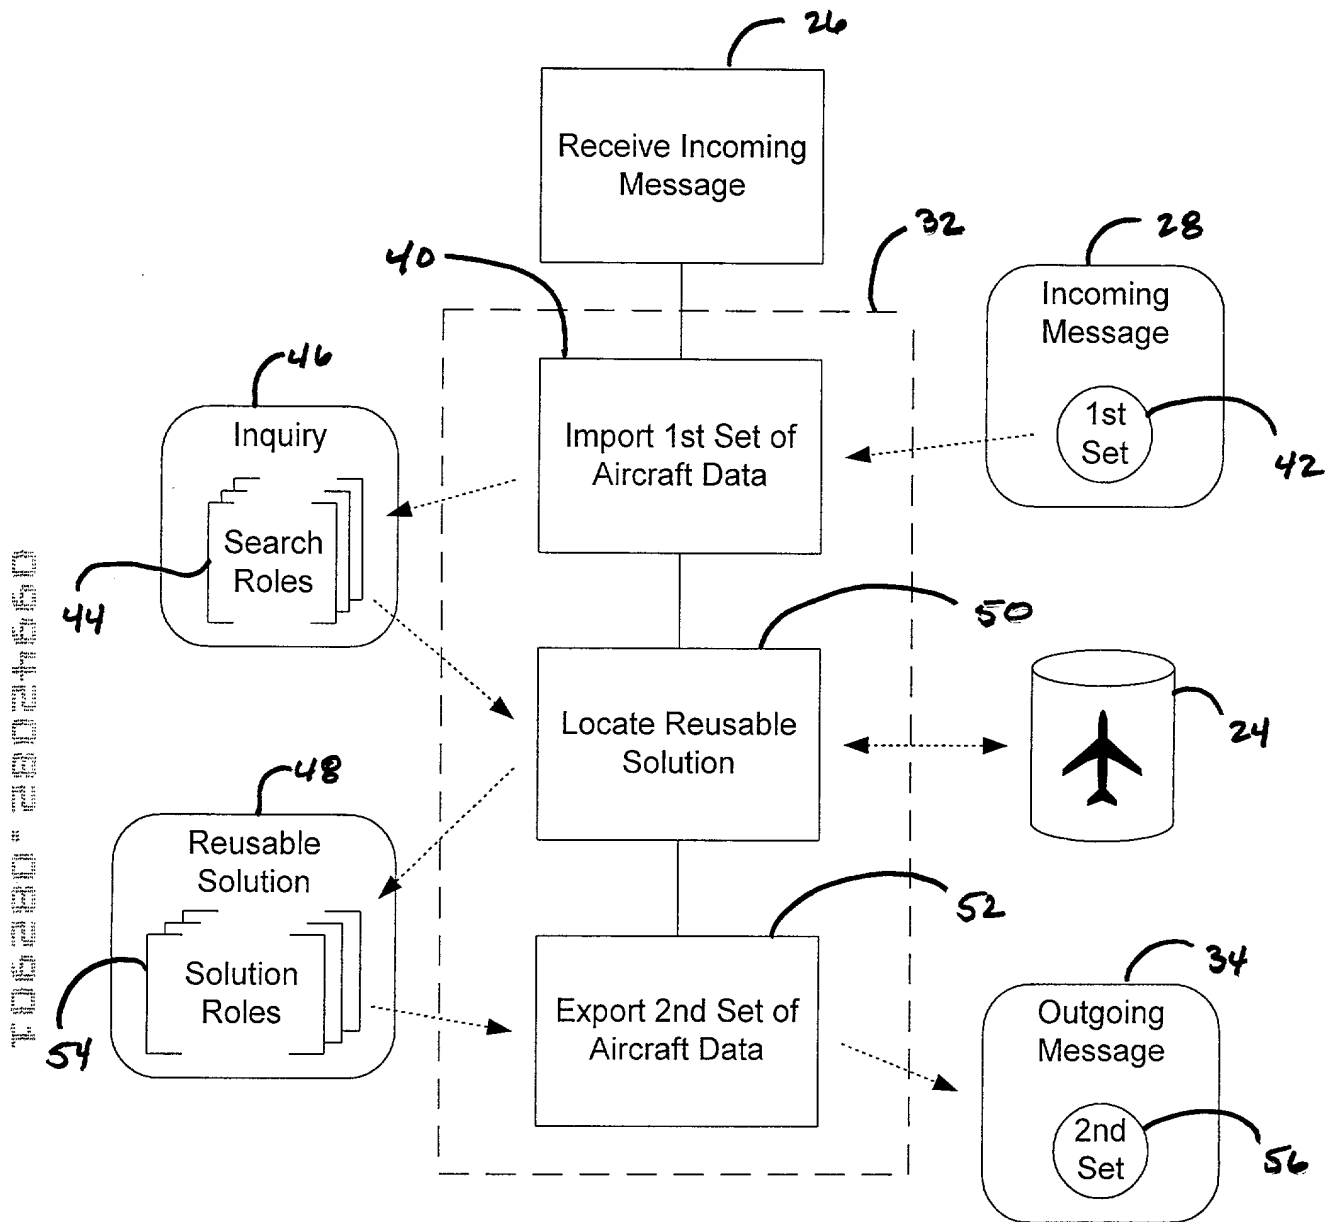 26
Receive Incoming
Message
32
28
40
Incoming
Message
46
1st
Set
42
Inquiry
Import 1st Set of
Aircraft Data
Search
Roles
44
50
Locate Reusable
Solution
24
48
Reusable
Solution
52
Solution
Roles
34
54
Export 2nd Set of
Aircraft Data
Outgoing
Message
2nd
Set
56